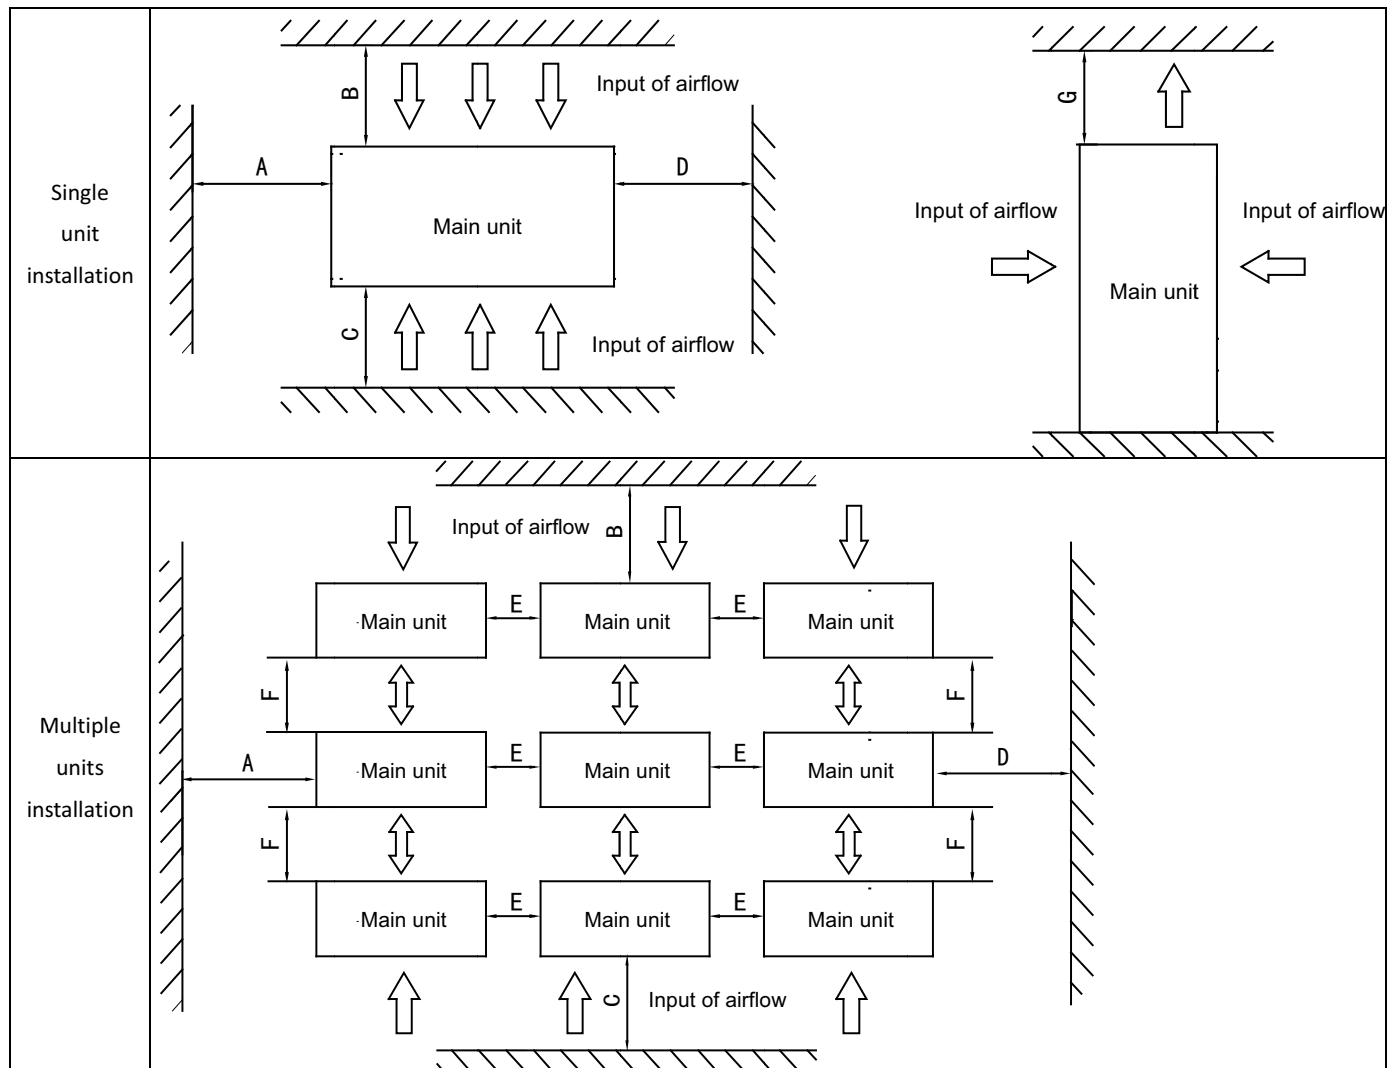 Single
unit
installation
B
Input of airflow
A
D
Main unit
C
Input of airflow
G
Input of airflow
Input of airflow
Main unit
Multiple
units
installation
Input of airflow
B
Main unit
E
Main unit
E
Main unit
F
F
A
Main unit
E
Main unit
E
Main unit
D
F
F
Main unit
E
Main unit
E
Main unit
C
Input of airflow